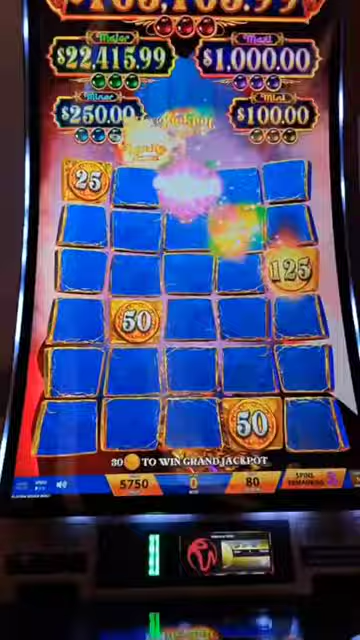 Major
Maxi
$22,415.99
$1,000.00
Minor
Mini
$250.00
$100.00
25
125
50
50
30 TO WIN GRAND JACKPOT
5750
0
80
SPINS
REMAINING